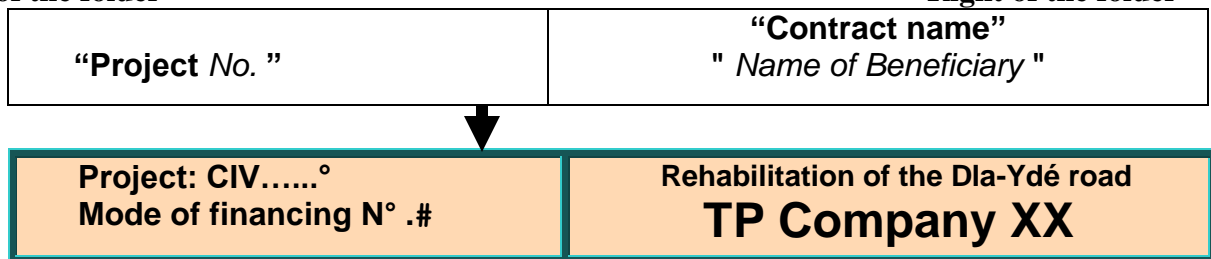 “Contract name”
“Project No. ”
" Name of Beneficiary "
Project: CIV…...°
Mode of financing N° .#
Rehabilitation of the Dla-Ydé road
TP Company XX